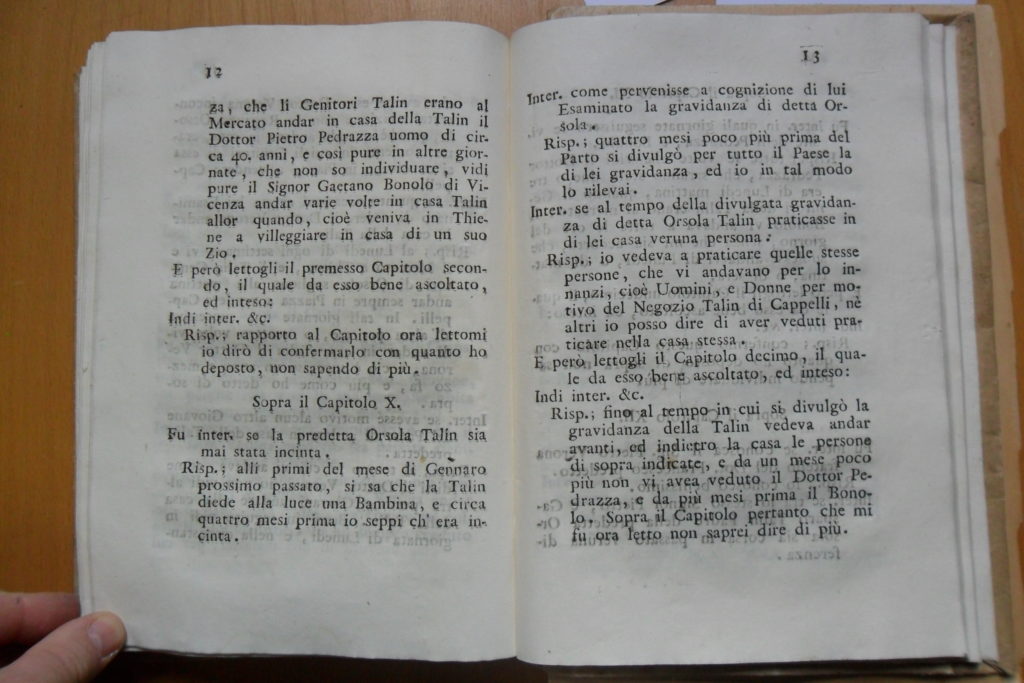 12
za, che li Genitori Talin erano al
Mercato andar in casa della Talin il
Dottor Pietro Pedrazza uomo di cir-
ca 40. anni, e così pure in altre gior-
nate, che non so individuare, vidi
pure il Signor Gaetano Bonolo di Vi-
cenza andar varie volte in casa Talin
allor quando, cioè veniva in Thie-
ne a villeggiare in casa di un suo
Zio.
E però lettogli il premesso Capitolo secon-
do, il quale da esso bene ascoltato,
ed inteso:
Indi inter. &c.
Risp.; rapporto al Capitolo ora lettomi
io dirò di confermarlo con quanto ho
deposto, non sapendo di più.
Sopra il Capitolo X.
Fu inter. se la predetta Orsola Talin sia
mai stata incinta.
Risp.; alli primi del mese di Gennaro
prossimo passato, si sa che la Talin
diede alla luce una Bambina, e circa
quattro mesi prima io seppi ch' era in-
cinta.
13
Inter. come pervenisse a cognizione di lui
Esaminato la gravidanza di detta Or-
sola.
Risp.; quattro mesi poco più prima del
Parto si divulgò per tutto il Paese la
di lei gravidanza, ed io in tal modo
lo rilevai.
Inter. se al tempo della divulgata gravidan-
za di detta Orsola Talin praticasse in
di lei casa veruna persona.
Risp.; io vedeva a praticare quelle stesse
persone, che vi andavano per lo in-
nanzi, cioè Uomini, e Donne per mo-
tivo del Negozio Talin di Cappelli, nè
altri io posso dire di aver veduti pra-
ticare nella casa stessa.
E però lettogli il Capitolo decimo, il qua-
le da esso bene ascoltato, ed inteso:
Indi inter. &c.
Risp.; fino al tempo in cui si divulgò la
gravidanza della Talin vedeva andar
avanti, ed indietro la casa le persone
di sopra indicate, e da un mese poco
più non vi avea veduto il Dottor Pe-
drazza, e da più mesi prima il Bono-
lo. Sopra il Capitolo pertanto che mi
fu ora letto non saprei dire di più.